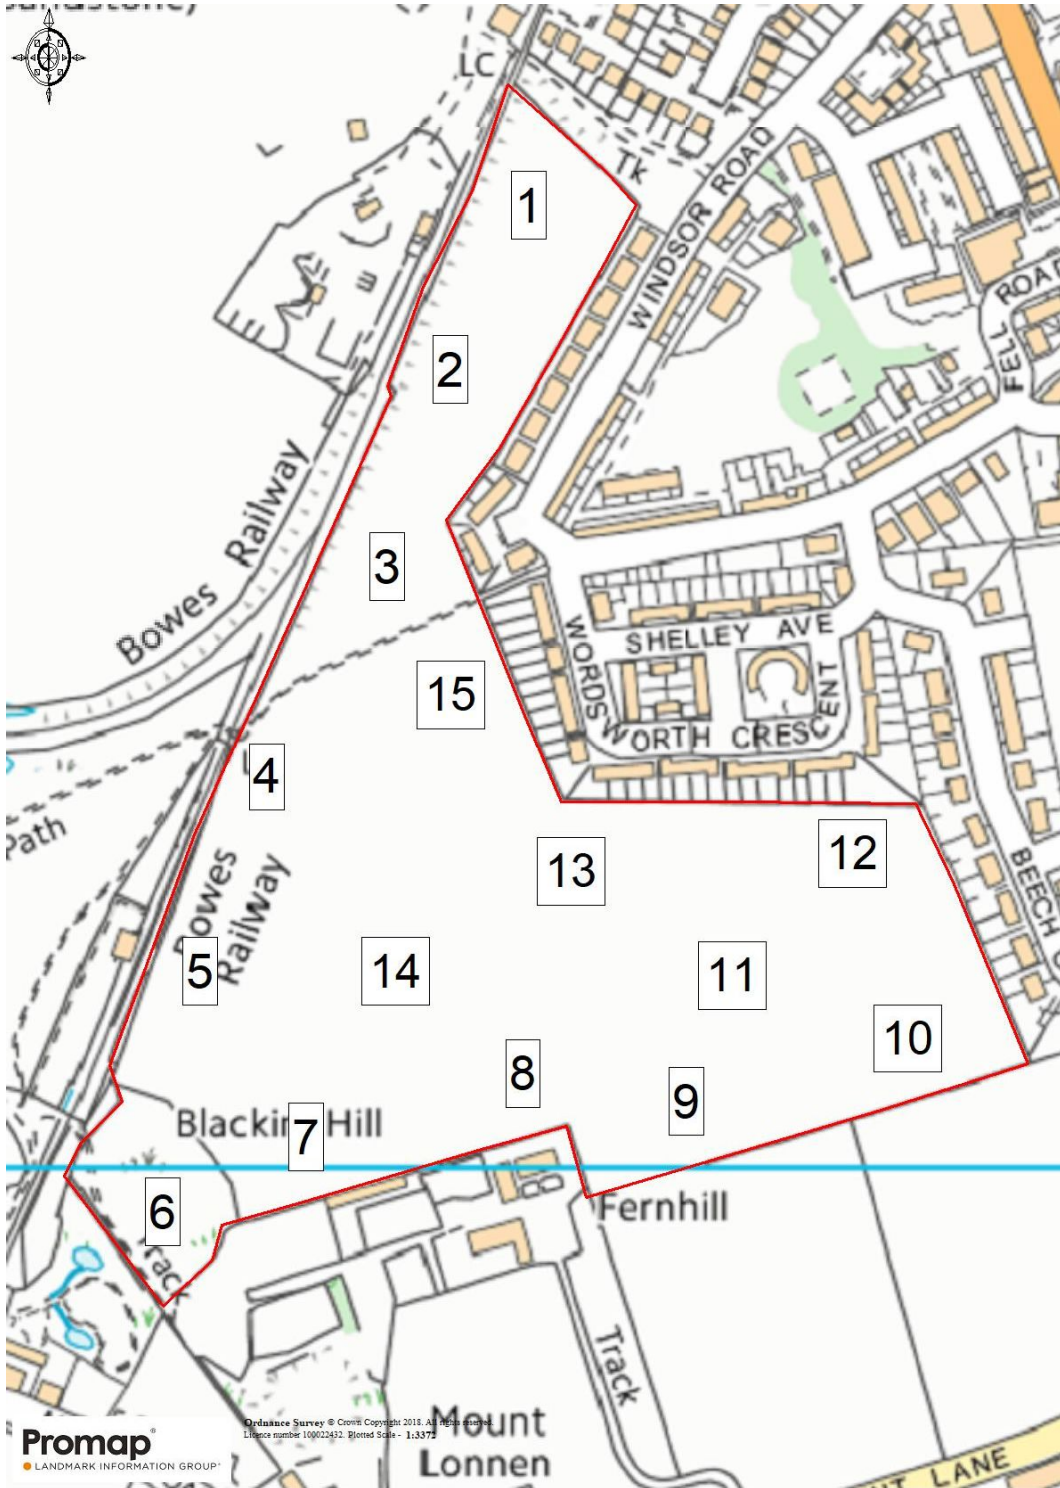 LC
Tk
WINDSOR ROAD
FELL ROAD
1
2
Bowes Railway
3
SHELLEY AVE
WORDSWORTH CRESCENT
15
4
Path
12
13
BEECH
Bowes
Railway
5
14
11
10
8
9
Blackim Hill
7
6
Track
Fernhill
Track
Mount
Lonnen
LANE
Promap
LANDMARK INFORMATION GROUP
Ordnance Survey © Crown Copyright 2018. All rights reserved.
Licence number 100022432. Plotted Scale - 1:3372